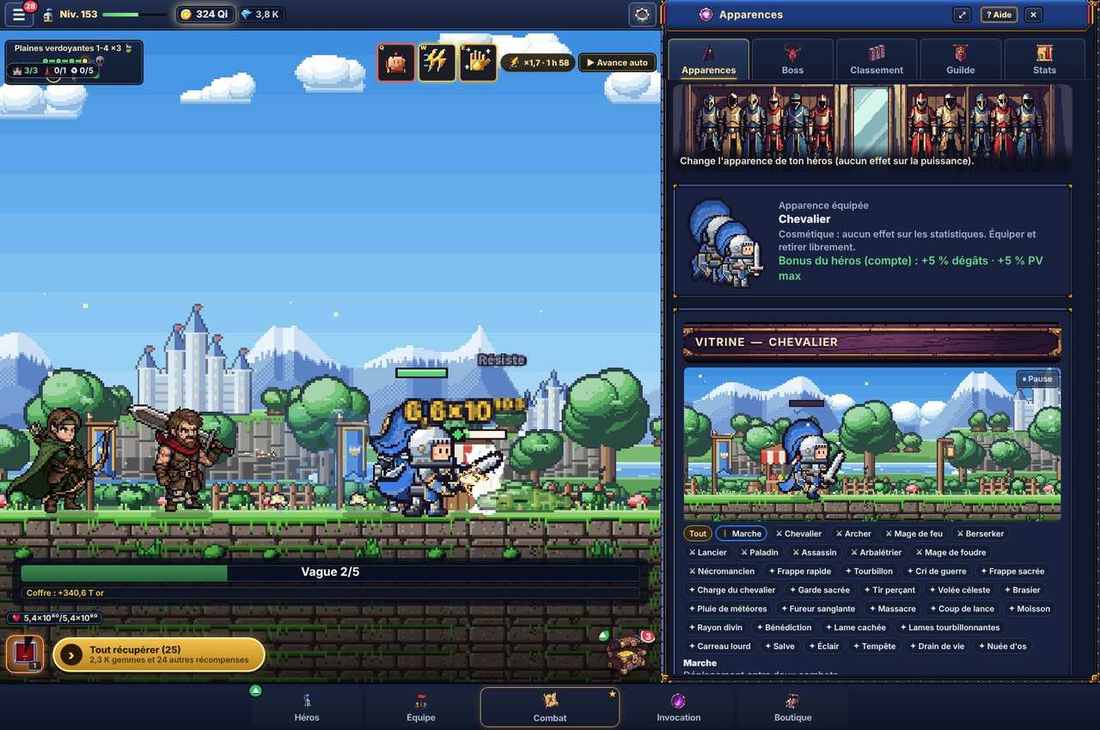 28
Niv. 153
324 Qi
3,8 K
Plaines verdoyantes 1-4 ×3
3/3
0/1
0/5
×1,7 · 1 h 58
▶ Avance auto
Résiste
Vague 2/5
Coffre : +340,6 T or
5,4×10⁸⁰/5,4×10⁸⁰
1
Tout récupérer (25)
2,3 K gemmes et 24 autres récompenses
3
Héros
Équipe
Combat
Invocation
Boutique
Apparences
? Aide
Apparences
Boss
Classement
Guilde
Stats
Change l'apparence de ton héros (aucun effet sur la puissance).
Apparence équipée
Chevalier
Cosmétique : aucun effet sur les statistiques. Équiper et
retirer librement.
Bonus du héros (compte) : +5 % dégâts · +5 % PV
max
VITRINE — CHEVALIER
Pause
Tout Marche Chevalier Archer Mage de feu Berserker
Lancier Paladin Assassin Arbalétrier Mage de foudre
Nécromancien Frappe rapide Tourbillon Cri de guerre Frappe sacrée
Charge du chevalier Garde sacrée Tir perçant Volée céleste Brasier
Pluie de météores Fureur sanglante Massacre Coup de lance Moisson
Rayon divin Bénédiction Lame cachée Lames tourbillonnantes
Carreau lourd Salve Éclair Tempête Drain de vie Nuée d'os
Marche